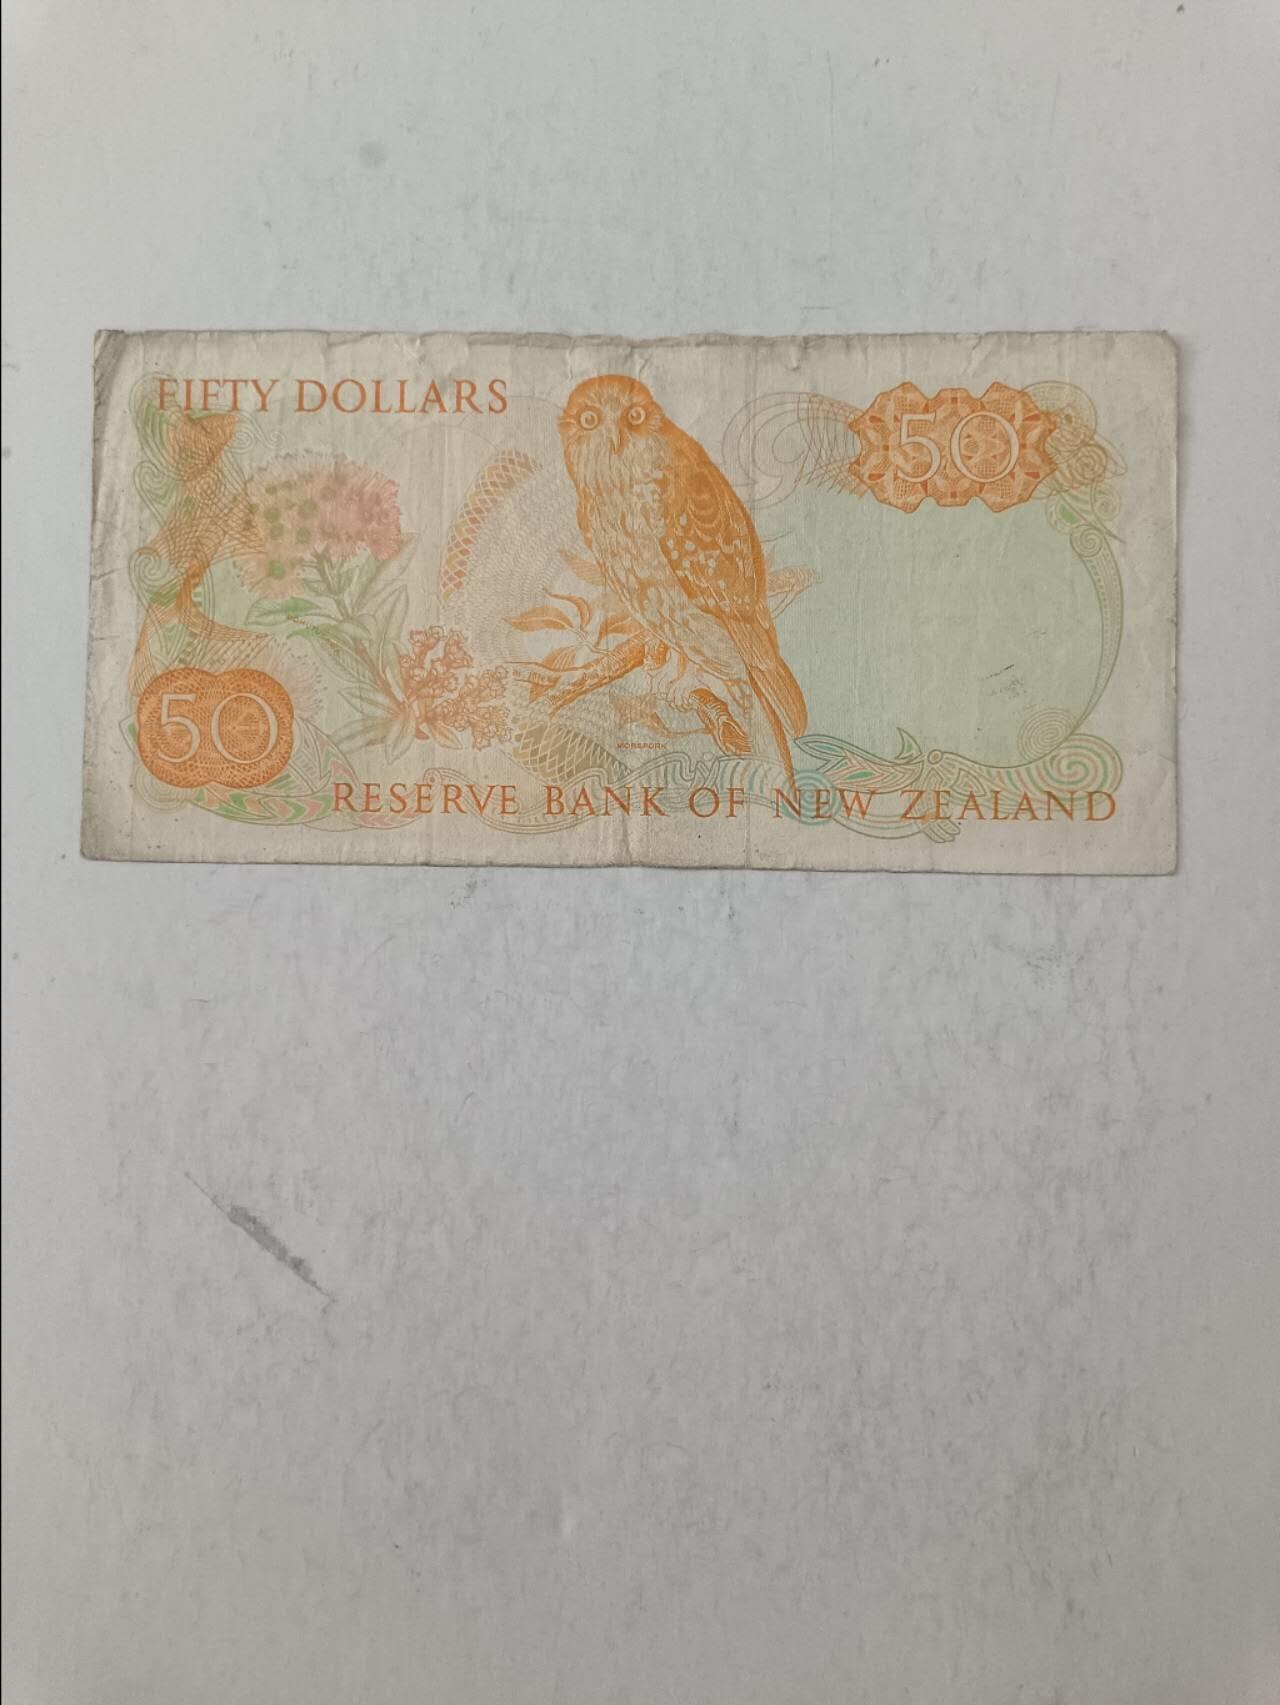 FIFTY DOLLARS
50
50
MOREPORK
RESERVE BANK OF NEW ZEALAND